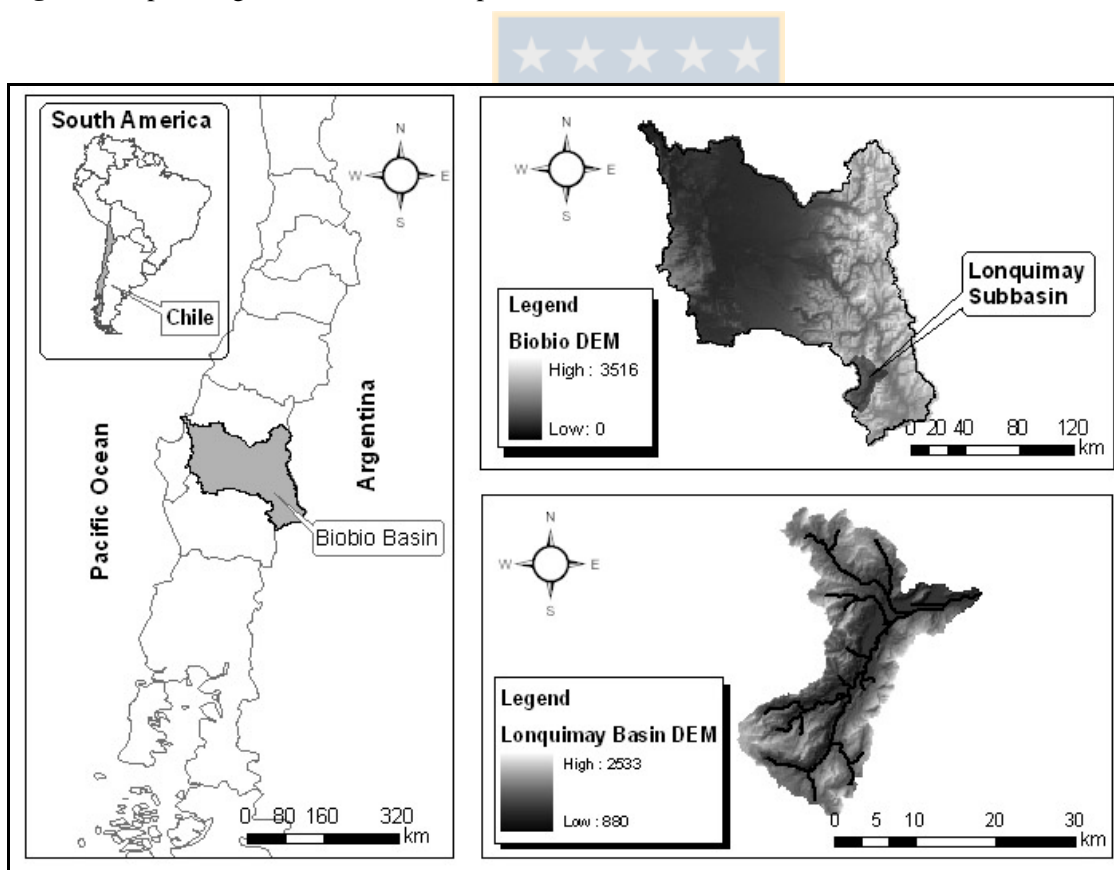 South America
Chile
N
W
E
S
Pacific Ocean
Argentina
Biobio Basin
0 80 160 320
km
N
W
E
S
Legend
Biobio DEM
High : 3516
Low : 0
Lonquimay
Subbasin
0 20 40 80 120
km
N
W
E
S
Legend
Lonquimay Basin DEM
High : 2533
Low : 880
0 5 10 20 30
km